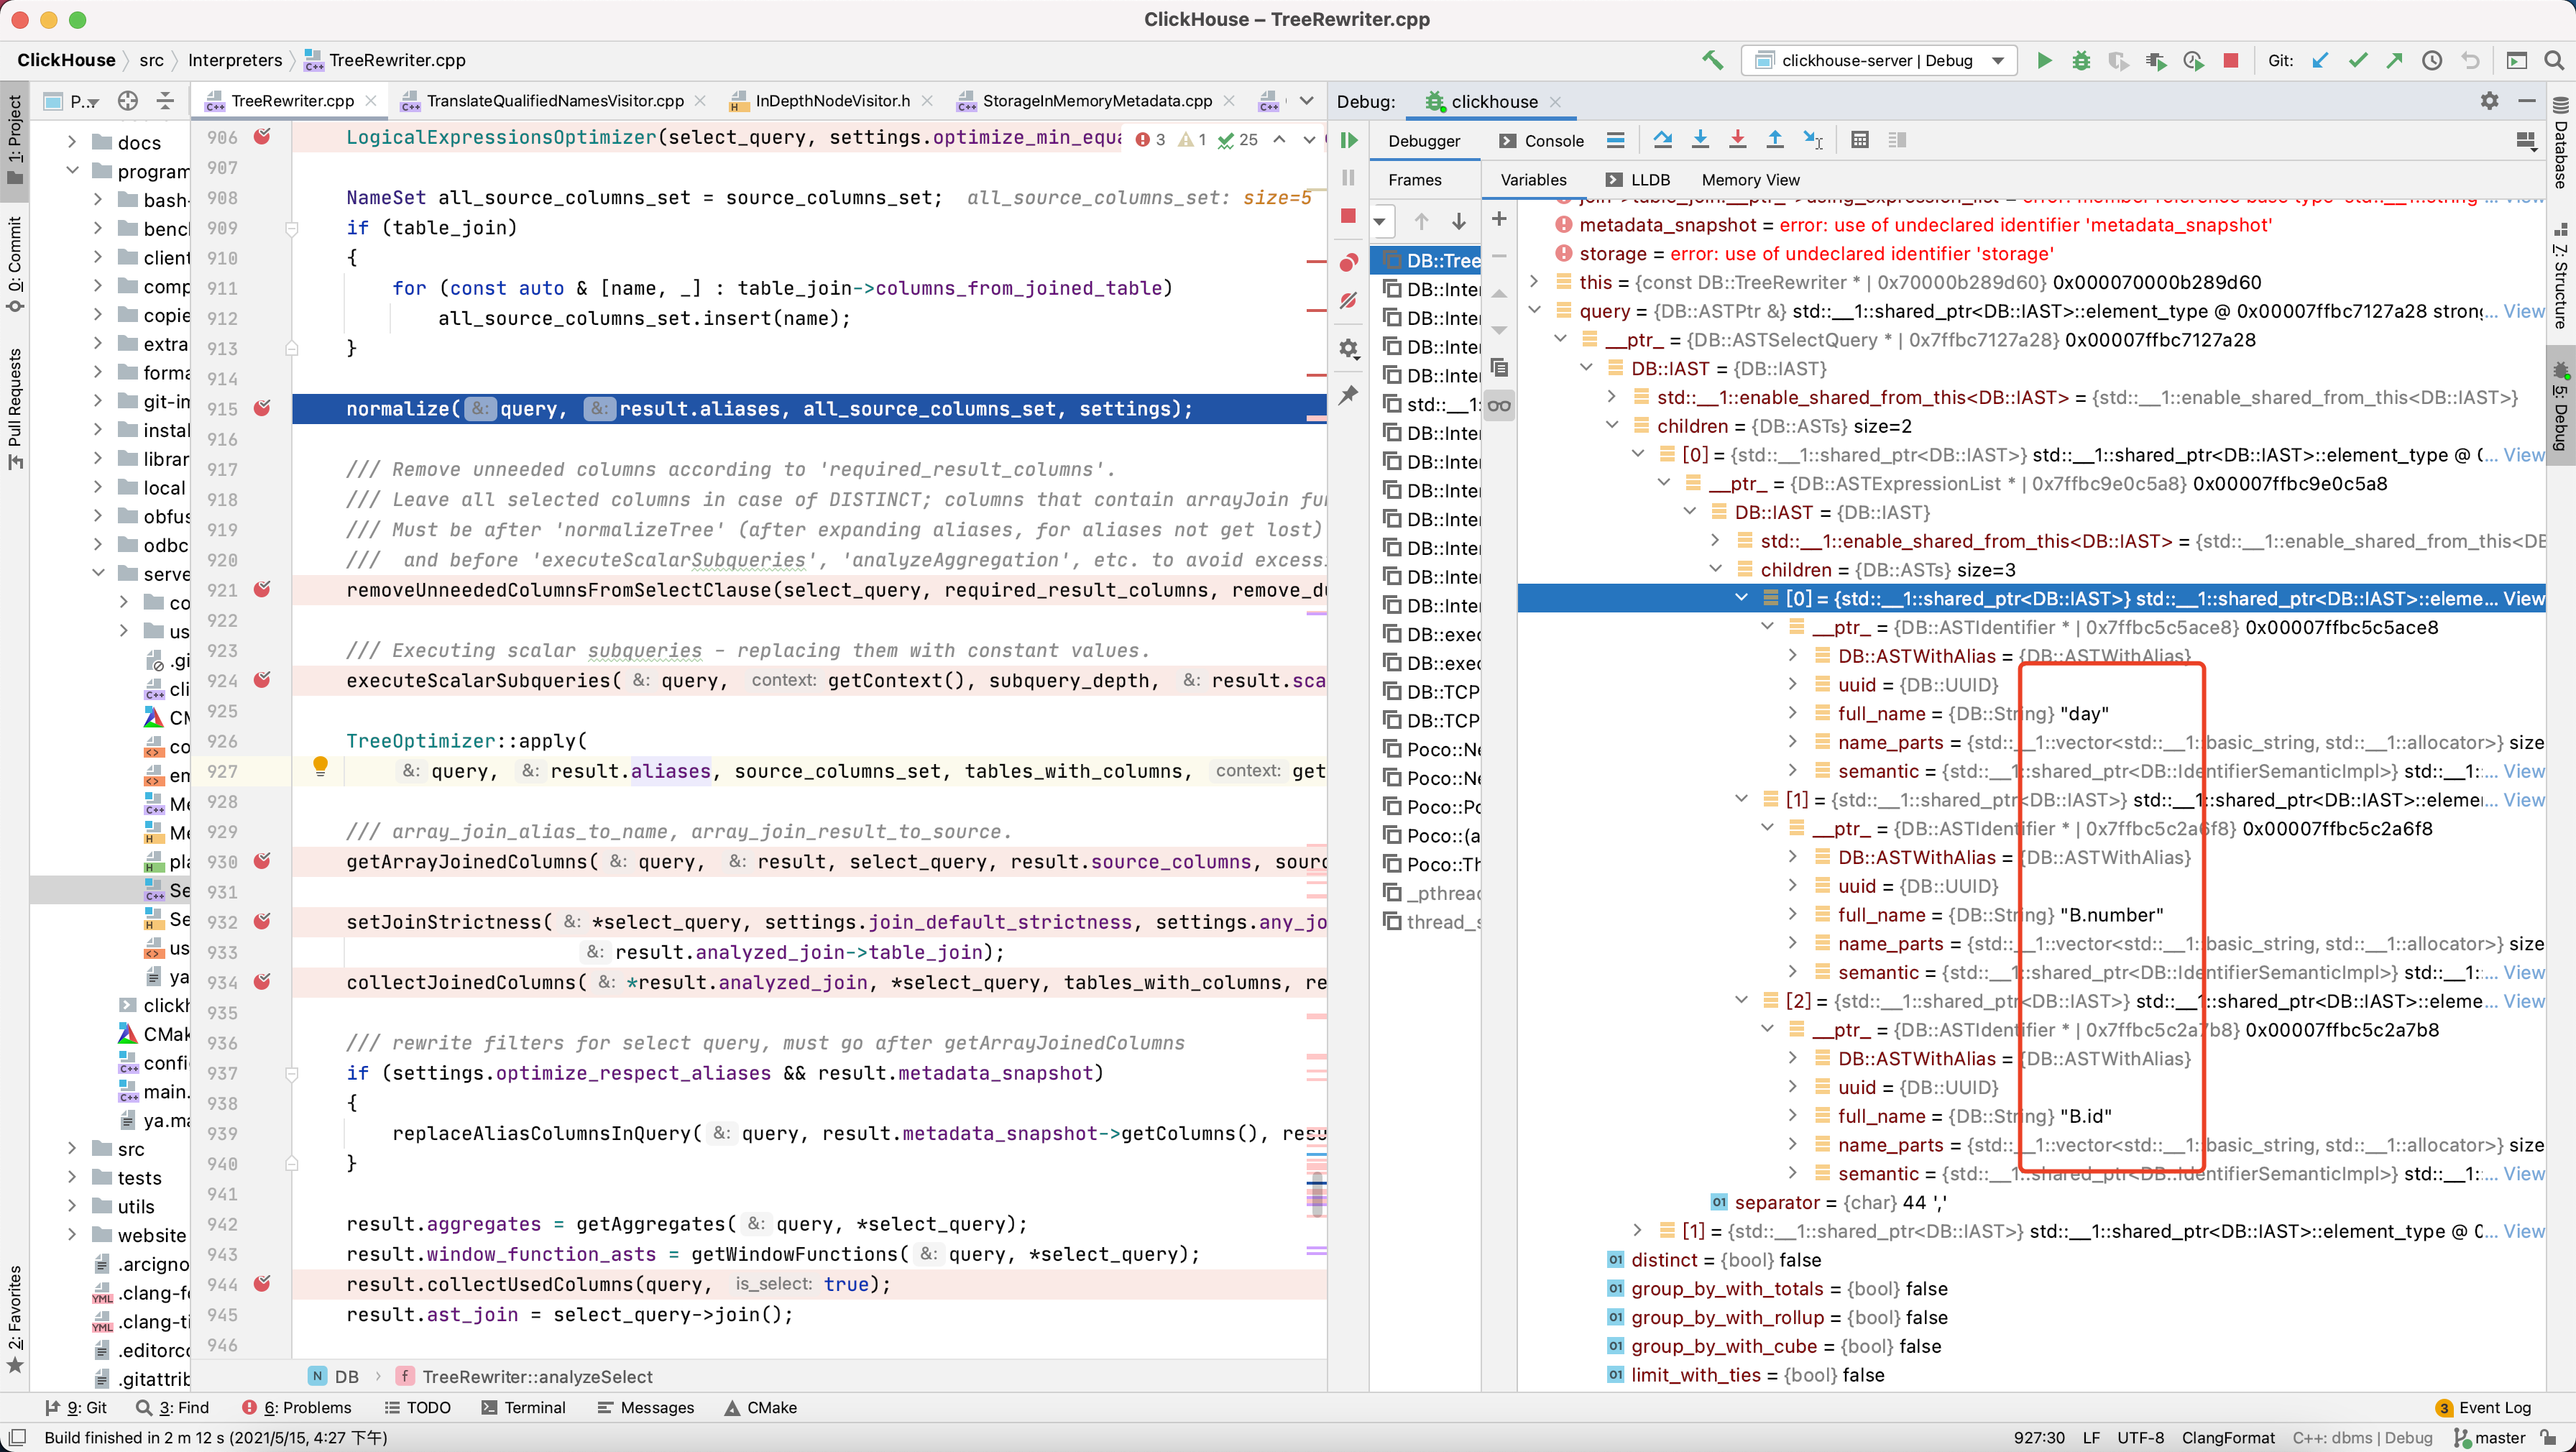 ClickHouse – TreeRewriter.cpp
ClickHouse src Interpreters TreeRewriter.cpp
clickhouse-server | Debug
Git:
P...
TreeRewriter.cpp
TranslateQualifiedNamesVisitor.cpp
InDepthNodeVisitor.h
StorageInMemoryMetadata.cpp
Debug: clickhouse
1: Project
0: Commit
Pull Requests
2: Favorites
docs
program
bash-
bencl
client
comp
copie
extra
forma
git-im
instal
librar
local
obfus
odbc
serve
co
us
.gi
cli
CM
co
em
Me
Me
pla
Se
Se
us
ya
clickh
CMak
config
main.
ya.ma
src
tests
utils
website
.arcigno
.clang-fo
.clang-ti
.editorco
.gitattrib
3 1 25
906 LogicalExpressionsOptimizer(select_query, settings.optimize_min_equa
907
908 NameSet all_source_columns_set = source_columns_set; all_source_columns_set: size=5
909 if (table_join)
910 {
911 for (const auto & [name, _] : table_join->columns_from_joined_table)
912 all_source_columns_set.insert(name);
913 }
914
915 normalize( &: query, &: result.aliases, all_source_columns_set, settings);
916
917 /// Remove unneeded columns according to 'required_result_columns'.
918 /// Leave all selected columns in case of DISTINCT; columns that contain arrayJoin fu
919 /// Must be after 'normalizeTree' (after expanding aliases, for aliases not get lost)
920 /// and before 'executeScalarSubqueries', 'analyzeAggregation', etc. to avoid excess
921 removeUnneededColumnsFromSelectClause(select_query, required_result_columns, remove_d
922
923 /// Executing scalar subqueries - replacing them with constant values.
924 executeScalarSubqueries( &: query, context: getContext(), subquery_depth, &: result.sca
925
926 TreeOptimizer::apply(
927 &: query, &: result.aliases, source_columns_set, tables_with_columns, context: get
928
929 /// array_join_alias_to_name, array_join_result_to_source.
930 getArrayJoinedColumns( &: query, &: result, select_query, result.source_columns, sourc
931
932 setJoinStrictness( &: *select_query, settings.join_default_strictness, settings.any_jo
933 &: result.analyzed_join->table_join);
934 collectJoinedColumns( &: *result.analyzed_join, *select_query, tables_with_columns, re
935
936 /// rewrite filters for select query, must go after getArrayJoinedColumns
937 if (settings.optimize_respect_aliases && result.metadata_snapshot)
938 {
939 replaceAliasColumnsInQuery( &: query, result.metadata_snapshot->getColumns(), resu
940 }
941
942 result.aggregates = getAggregates( &: query, *select_query);
943 result.window_function_asts = getWindowFunctions( &: query, *select_query);
944 result.collectUsedColumns(query, is_select: true);
945 result.ast_join = select_query->join();
946
N DB f TreeRewriter::analyzeSelect
Debugger Console
Frames Variables LLDB Memory View
DB::Tree
DB::Inter
DB::Inter
DB::Inter
DB::Inter
std::__1:
DB::Inter
DB::Inter
DB::Inter
DB::Inter
DB::Inter
DB::Inter
DB::Inter
DB::exec
DB::exec
DB::TCP
DB::TCP
Poco::Ne
Poco::Ne
Poco::Po
Poco::(a
Poco::Th
_pthread
thread_s
metadata_snapshot = error: use of undeclared identifier 'metadata_snapshot'
storage = error: use of undeclared identifier 'storage'
this = {const DB::TreeRewriter * | 0x70000b289d60} 0x000070000b289d60
query = {DB::ASTPtr &} std::__1::shared_ptr<DB::IAST>::element_type @ 0x00007ffbc7127a28 strong... View
__ptr_ = {DB::ASTSelectQuery * | 0x7ffbc7127a28} 0x00007ffbc7127a28
DB::IAST = {DB::IAST}
std::__1::enable_shared_from_this<DB::IAST> = {std::__1::enable_shared_from_this<DB::IAST>}
children = {DB::ASTs} size=2
[0] = {std::__1::shared_ptr<DB::IAST>} std::__1::shared_ptr<DB::IAST>::element_type @ 0... View
__ptr_ = {DB::ASTExpressionList * | 0x7ffbc9e0c5a8} 0x00007ffbc9e0c5a8
DB::IAST = {DB::IAST}
std::__1::enable_shared_from_this<DB::IAST> = {std::__1::enable_shared_from_this<DB
children = {DB::ASTs} size=3
[0] = {std::__1::shared_ptr<DB::IAST>} std::__1::shared_ptr<DB::IAST>::eleme... View
__ptr_ = {DB::ASTIdentifier * | 0x7ffbc5c5ace8} 0x00007ffbc5c5ace8
DB::ASTWithAlias = {DB::ASTWithAlias}
uuid = {DB::UUID}
full_name = {DB::String} "day"
name_parts = {std::__1::vector<std::__1::basic_string, std::__1::allocator>} size
semantic = {std::__1::shared_ptr<DB::IdentifierSemanticImpl>} std::__1:... View
[1] = {std::__1::shared_ptr<DB::IAST>} std::__1::shared_ptr<DB::IAST>::eleme... View
__ptr_ = {DB::ASTIdentifier * | 0x7ffbc5c2a6f8} 0x00007ffbc5c2a6f8
DB::ASTWithAlias = {DB::ASTWithAlias}
uuid = {DB::UUID}
full_name = {DB::String} "B.number"
name_parts = {std::__1::vector<std::__1::basic_string, std::__1::allocator>} size
semantic = {std::__1::shared_ptr<DB::IdentifierSemanticImpl>} std::__1:... View
[2] = {std::__1::shared_ptr<DB::IAST>} std::__1::shared_ptr<DB::IAST>::eleme... View
__ptr_ = {DB::ASTIdentifier * | 0x7ffbc5c2a7b8} 0x00007ffbc5c2a7b8
DB::ASTWithAlias = {DB::ASTWithAlias}
uuid = {DB::UUID}
full_name = {DB::String} "B.id"
name_parts = {std::__1::vector<std::__1::basic_string, std::__1::allocator>} size
semantic = {std::__1::shared_ptr<DB::IdentifierSemanticImpl>} std::__1:... View
separator = {char} 44 ','
[1] = {std::__1::shared_ptr<DB::IAST>} std::__1::shared_ptr<DB::IAST>::element_type @ 0... View
distinct = {bool} false
group_by_with_totals = {bool} false
group_by_with_rollup = {bool} false
group_by_with_cube = {bool} false
limit_with_ties = {bool} false
Database
Z: Structure
5: Debug
9: Git 3: Find 6: Problems TODO Terminal Messages CMake
3 Event Log
Build finished in 2 m 12 s (2021/5/15, 4:27 下午)
927:30 LF UTF-8 ClangFormat C++: dbms | Debug master